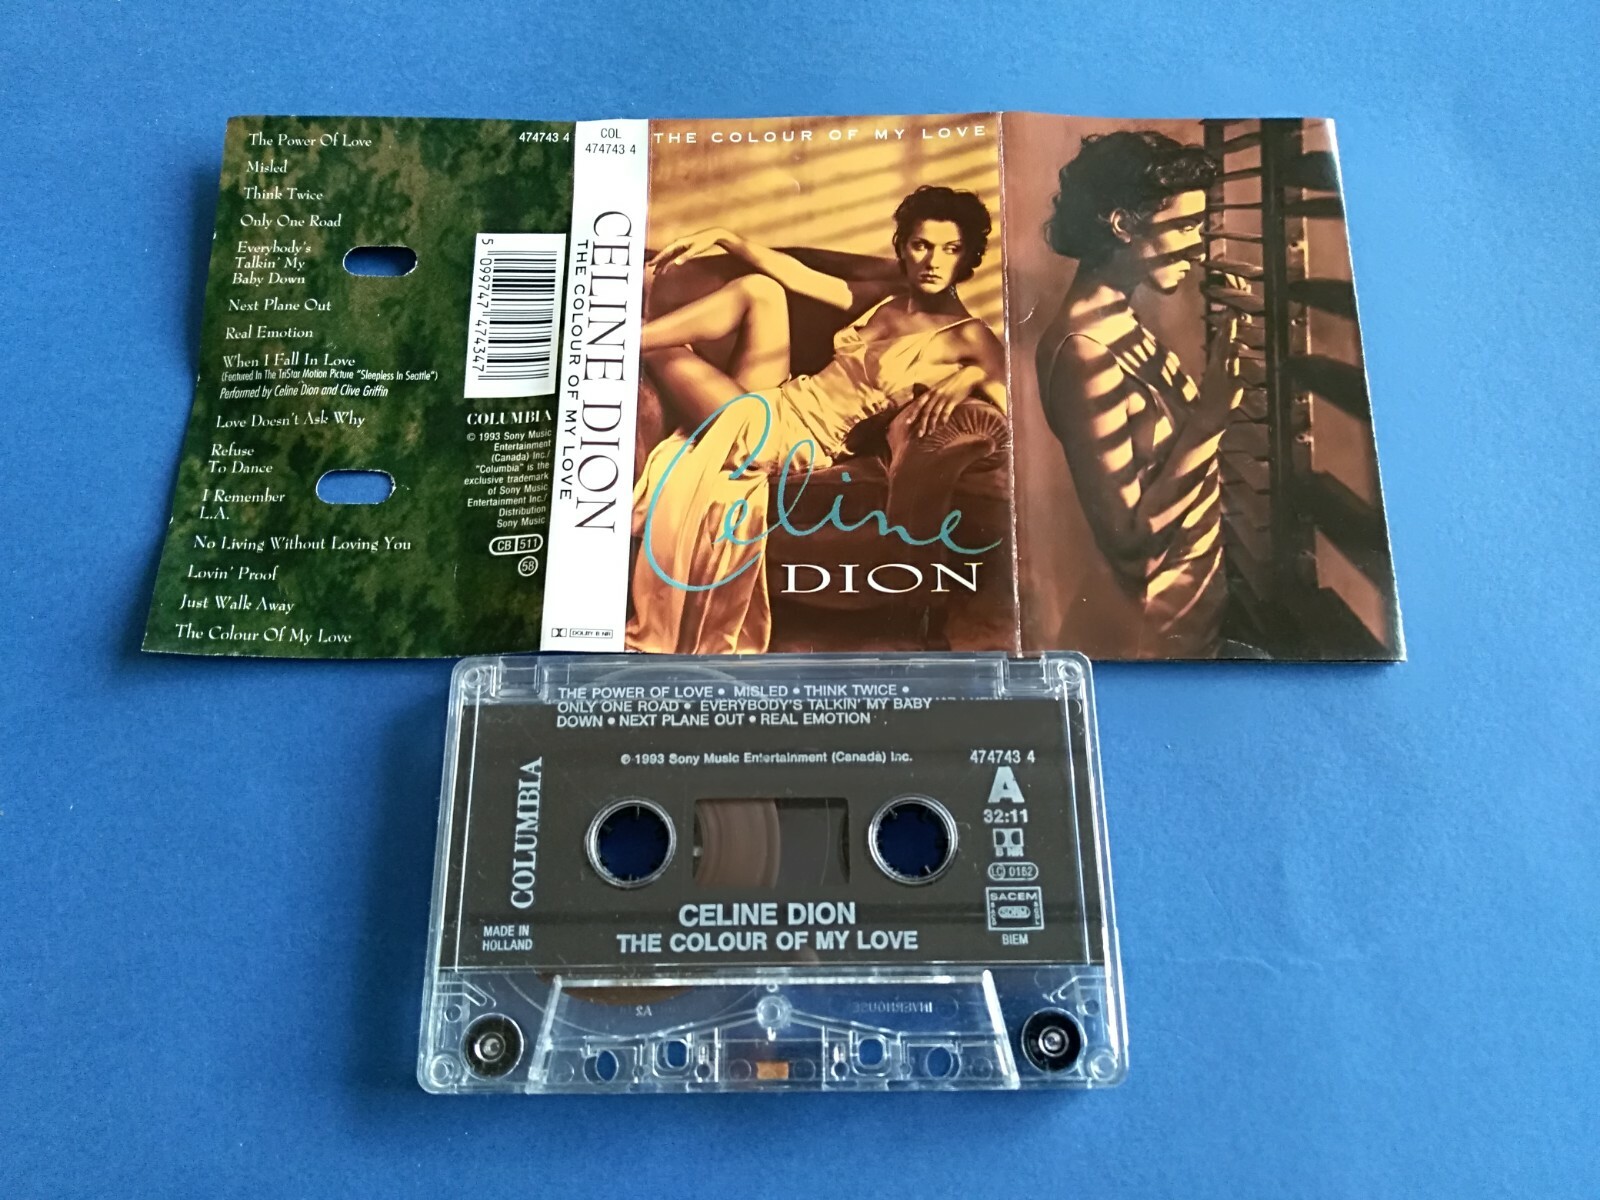 The Power Of Love
Misled
Think Twice
Only One Road
Everybody's
Talkin' My
Baby Down
Next Plane Out
Real Emotion
When I Fall In Love
(Featured In The TriStar Motion Picture "Sleepless In Seattle")
Performed by Celine Dion and Clive Griffin
Love Doesn't Ask Why
Refuse
To Dance
I Remember
L.A.
No Living Without Loving You
Lovin' Proof
Just Walk Away
The Colour Of My Love
474743 4
5 099747 474347
COLUMBIA
© 1993 Sony Music
Entertainment
(Canada) Inc./
"Columbia" is the
exclusive trademark
of Sony Music
Entertainment Inc./
Distribution
Sony Music
CB 511
58
COL
474743 4
CELINE DION
THE COLOUR OF MY LOVE
DOLBY B NR
THE COLOUR OF MY LOVE
Celine
DION
THE POWER OF LOVE • MISLED • THINK TWICE •
ONLY ONE ROAD • EVERYBODY'S TALKIN' MY BABY
DOWN • NEXT PLANE OUT • REAL EMOTION
℗ 1993 Sony Music Entertainment (Canada) Inc.
474743 4
A
32:11
B NR
LC 0162
SACEM
SDRM
BIEM
COLUMBIA
MADE IN
HOLLAND
CELINE DION
THE COLOUR OF MY LOVE